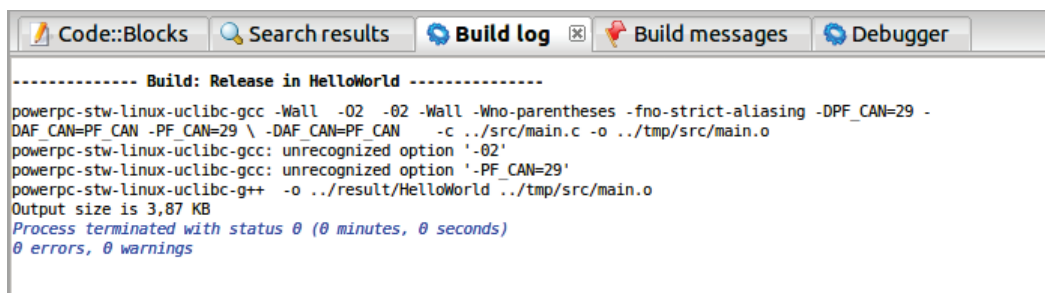 Code::Blocks Search results Build log Build messages Debugger
-------------- Build: Release in HelloWorld ---------------
powerpc-stw-linux-uclibc-gcc -Wall -O2 -02 -Wall -Wno-parentheses -fno-strict-aliasing -DPF_CAN=29 -
DAF_CAN=PF_CAN -PF_CAN=29 \ -DAF_CAN=PF_CAN -c ../src/main.c -o ../tmp/src/main.o
powerpc-stw-linux-uclibc-gcc: unrecognized option '-02'
powerpc-stw-linux-uclibc-gcc: unrecognized option '-PF_CAN=29'
powerpc-stw-linux-uclibc-g++ -o ../result/HelloWorld ../tmp/src/main.o
Output size is 3,87 KB
Process terminated with status 0 (0 minutes, 0 seconds)
0 errors, 0 warnings